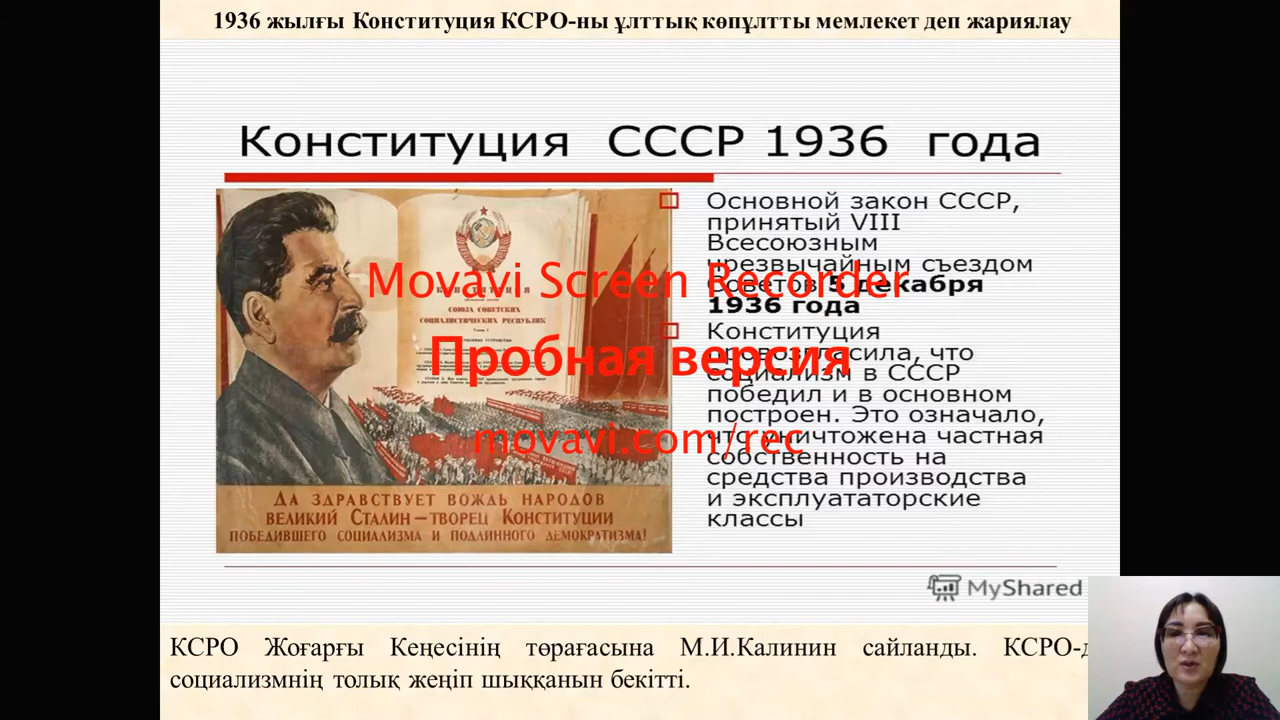 1936 жылғы Конституция КСРО-ны ұлттық көпұлтты мемлекет деп жариялау
Конституция СССР 1936 года
КОНСТИТУЦИЯ
СОЮЗА СОВЕТСКИХ
СОЦИАЛИСТИЧЕСКИХ РЕСПУБЛИК
ДА ЗДРАВСТВУЕТ ВОЖДЬ НАРОДОВ
ВЕЛИКИЙ СТАЛИН — ТВОРЕЦ КОНСТИТУЦИИ
ПОБЕДИВШЕГО СОЦИАЛИЗМА И ПОДЛИННОГО ДЕМОКРАТИЗМА!
Основной закон СССР,
принятый VIII
Всесоюзным
чрезвычайным съездом
Советов 5 декабря
1936 года
Конституция
провозгласила, что
социализм в СССР
победил и в основном
построен. Это означало,
что уничтожена частная
собственность на
средства производства
и эксплуататорские
классы
Movavi Screen Recorder
Пробная версия
movavi.com/rec
MyShared
КСРО Жоғарғы Кеңесінің төрағасына М.И.Калинин сайланды. КСРО-д
социализмнің толық жеңіп шыққанын бекітті.